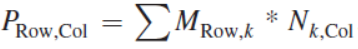 P_{Row,Col} = ∑ M_{Row,k} * N_{k,Col}